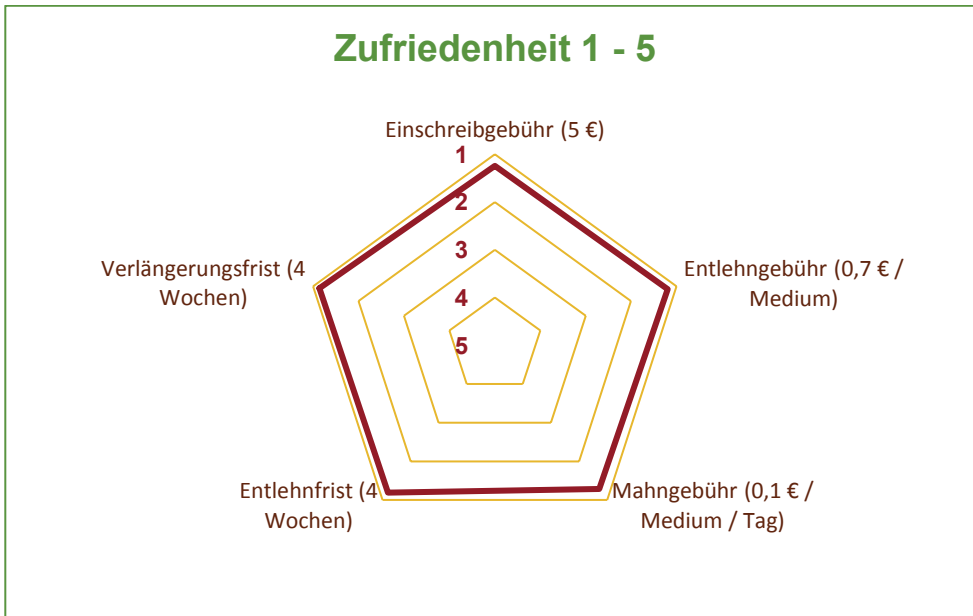 Zufriedenheit 1 - 5
Einschreibgebühr (5 €)
1
2
3
4
5
Verlängerungsfrist (4
Wochen)
Entlehngebühr (0,7 € /
Medium)
Entlehnfrist (4
Wochen)
Mahngebühr (0,1 € /
Medium / Tag)